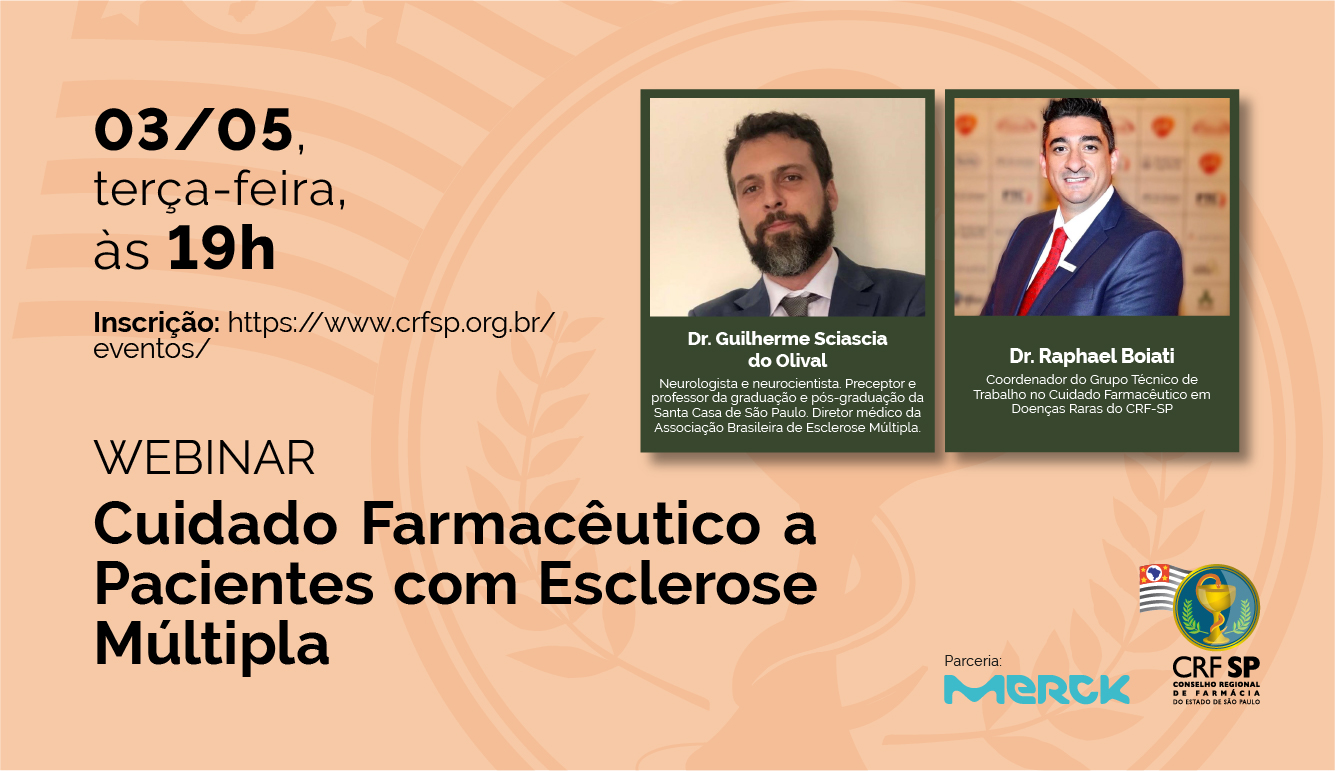 03/05,
terça-feira,
às 19h
Inscrição: https://www.crfsp.org.br/
eventos/
WEBINAR
Cuidado Farmacêutico a
Pacientes com Esclerose
Múltipla
Dr. Guilherme Sciascia
do Olival
Neurologista e neurocientista. Preceptor e
professor da graduação e pós-graduação da
Santa Casa de São Paulo. Diretor médico da
Associação Brasileira de Esclerose Múltipla.
Dr. Raphael Boiati
Coordenador do Grupo Técnico de
Trabalho no Cuidado Farmacêutico em
Doenças Raras do CRF-SP
Parceria:
MERCK
CRF SP
CONSELHO REGIONAL
DE FARMÁCIA
DO ESTADO DE SÃO PAULO